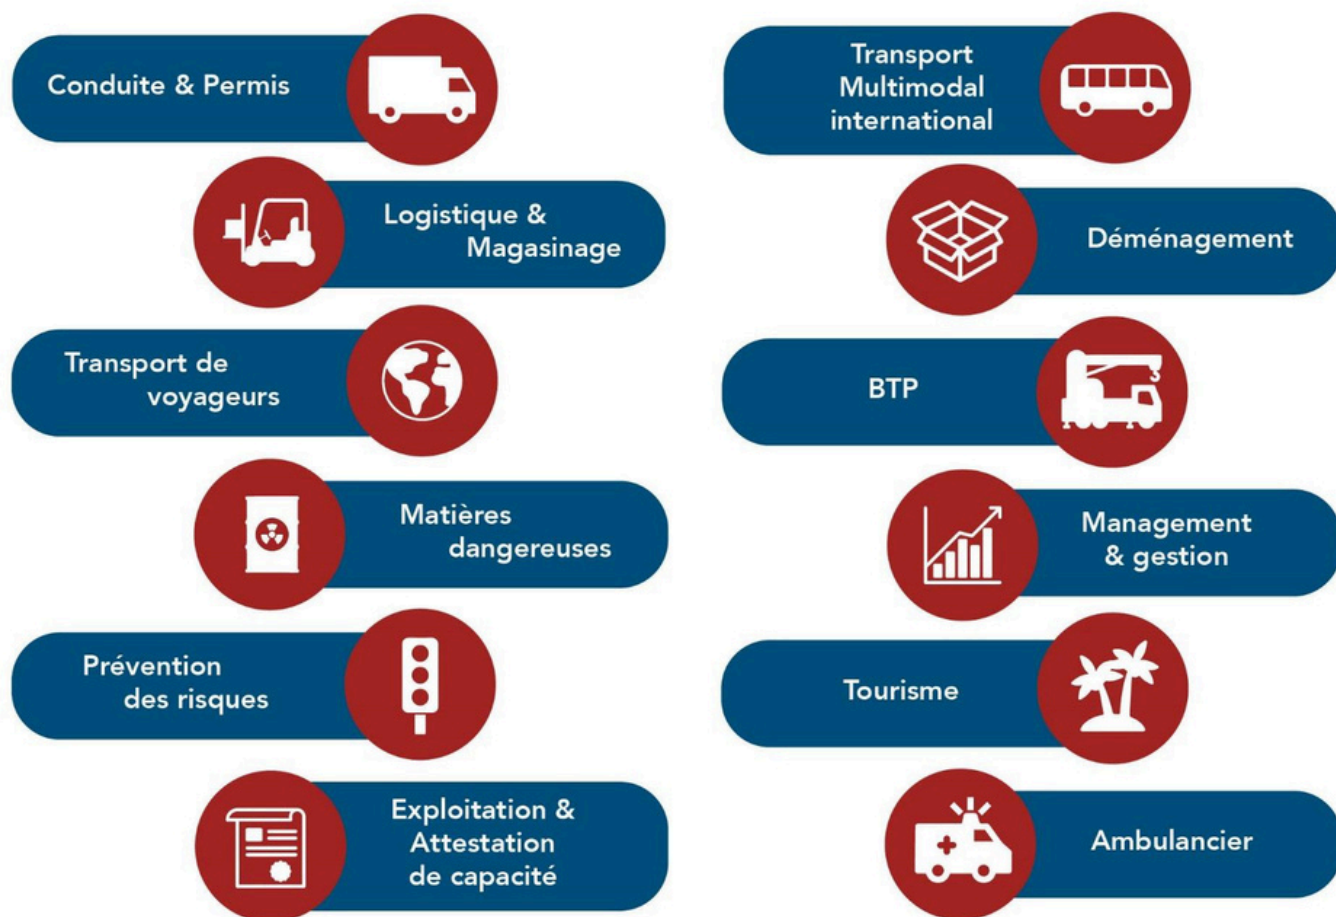 Conduite & Permis
Logistique &
Magasinage
Transport de
voyageurs
Matières
dangereuses
Prévention
des risques
Exploitation &
Attestation
de capacité
Transport
Multimodal
international
Déménagement
BTP
Management
& gestion
Tourisme
Ambulancier